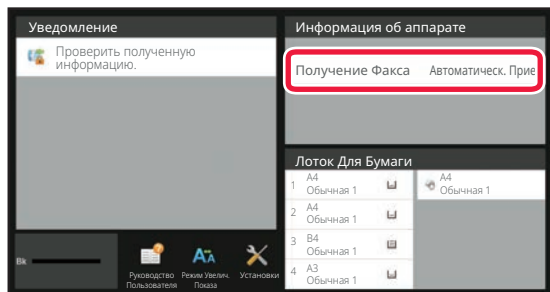 Уведомление
Проверить полученную
информацию.
Информация об аппарате
Получение Факса Автоматическ. Прие
Лоток Для Бумаги
1 A4
Обычная 1
A4
Обычная 1
2 A4
Обычная 1
3 B4
Обычная 1
4 A3
Обычная 1
Bk
Руководство
Пользователя
Режим Увелич.
Показа
Установки